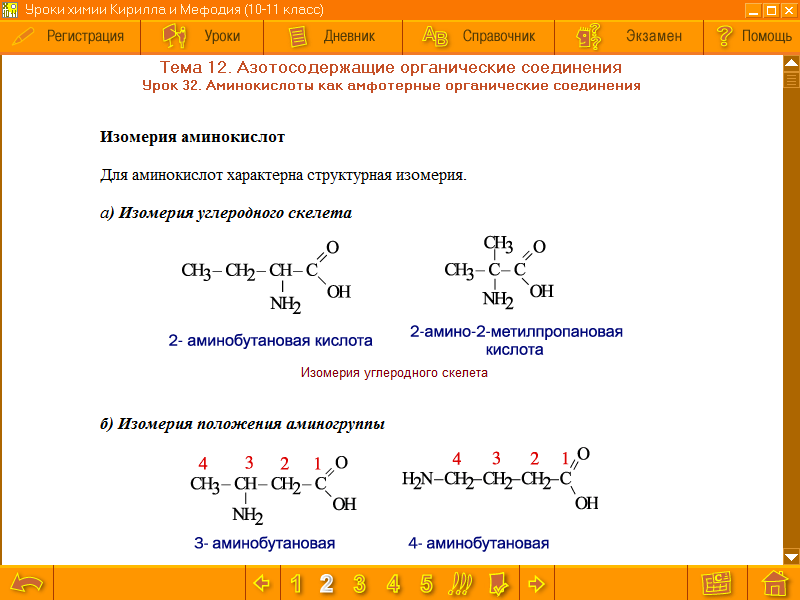 Уроки химии Кирилла и Мефодия (10-11 класс)
Регистрация Уроки Дневник Справочник Экзамен Помощь
Тема 12. Азотосодержащие органические соединения
Урок 32. Аминокислоты как амфотерные органические соединения
Изомерия аминокислот
Для аминокислот характерна структурная изомерия.
а) Изомерия углеродного скелета
O
CH3–CH2–CH–C
NH2
OH
2- аминобутановая кислота
CH3
O
CH3–C–C
NH2
OH
2-амино-2-метилпропановая
кислота
Изомерия углеродного скелета
б) Изомерия положения аминогруппы
4 3 2 1 O
CH3–CH–CH2–C
NH2
OH
3- аминобутановая
4 3 2 1 O
H2N–CH2–CH2–CH2–C
OH
4- аминобутановая
1 2 3 4 5